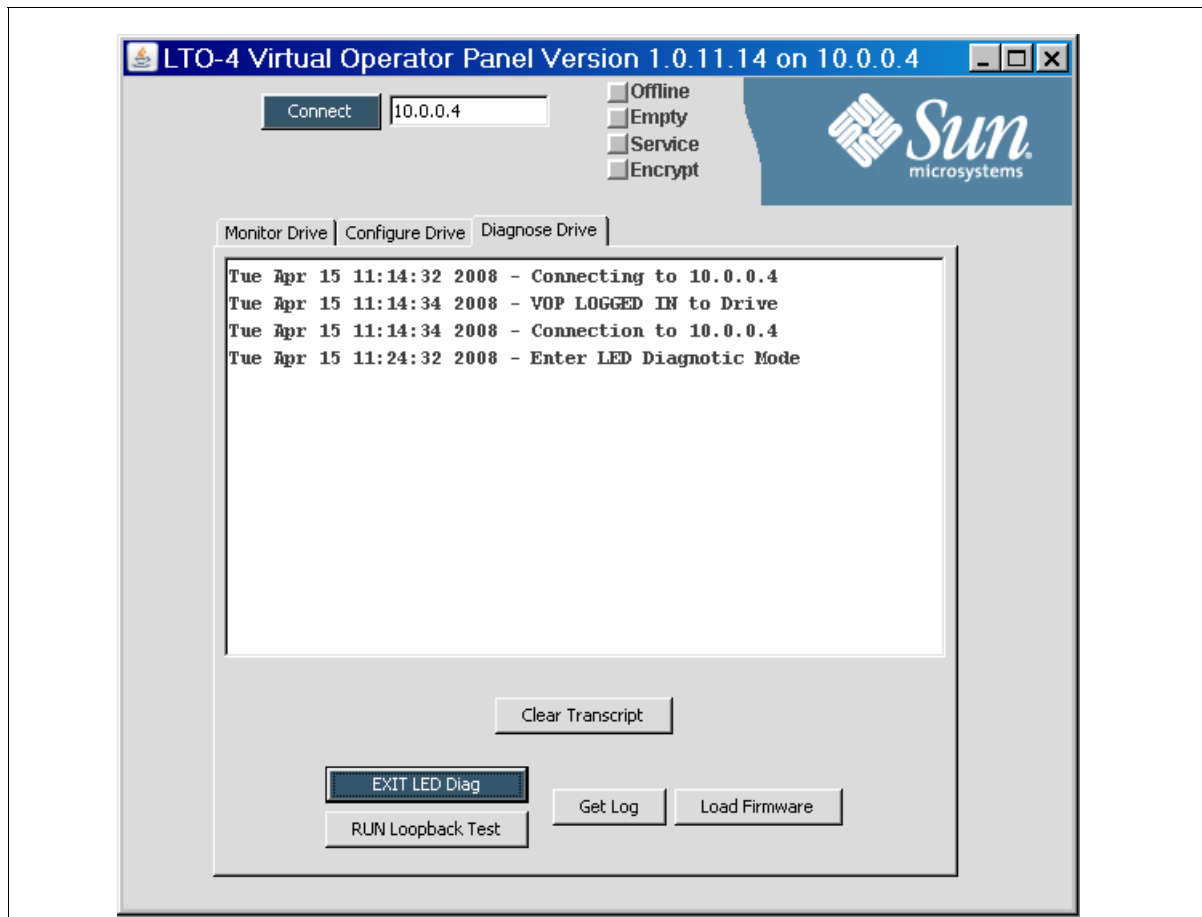 LTO-4 Virtual Operator Panel Version 1.0.11.14 on 10.0.0.4
Connect 10.0.0.4
Offline
Empty
Service
Encrypt
Sun
microsystems
Monitor Drive Configure Drive Diagnose Drive
Tue Apr 15 11:14:32 2008 - Connecting to 10.0.0.4
Tue Apr 15 11:14:34 2008 - VOP LOGGED IN to Drive
Tue Apr 15 11:14:34 2008 - Connection to 10.0.0.4
Tue Apr 15 11:24:32 2008 - Enter LED Diagnotic Mode
Clear Transcript
EXIT LED Diag
RUN Loopback Test
Get Log
Load Firmware